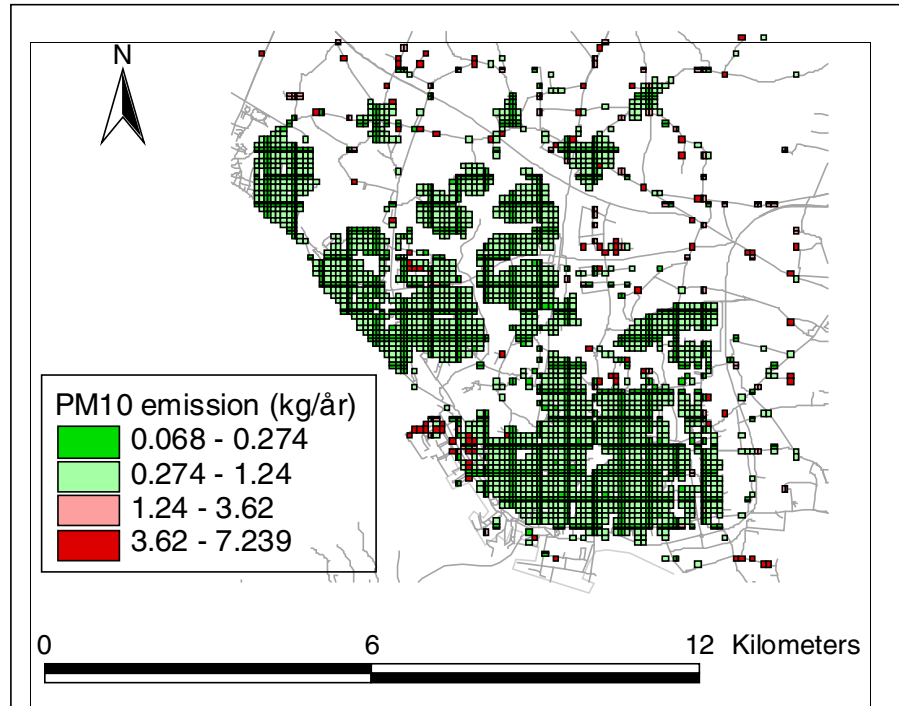 N
PM10 emission (kg/år)
0.068 - 0.274
0.274 - 1.24
1.24 - 3.62
3.62 - 7.239
0 6 12 Kilometers